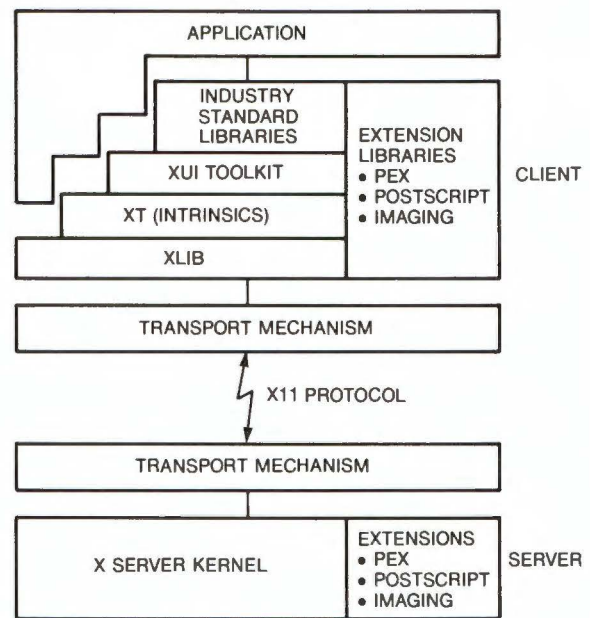 APPLICATION
INDUSTRY
STANDARD
LIBRARIES
XUI TOOLKIT
XT (INTRINSICS)
XLIB
EXTENSION
LIBRARIES
• PEX
• POSTSCRIPT
• IMAGING
CLIENT
TRANSPORT MECHANISM
X11 PROTOCOL
TRANSPORT MECHANISM
X SERVER KERNEL
EXTENSIONS
• PEX
• POSTSCRIPT
• IMAGING
SERVER